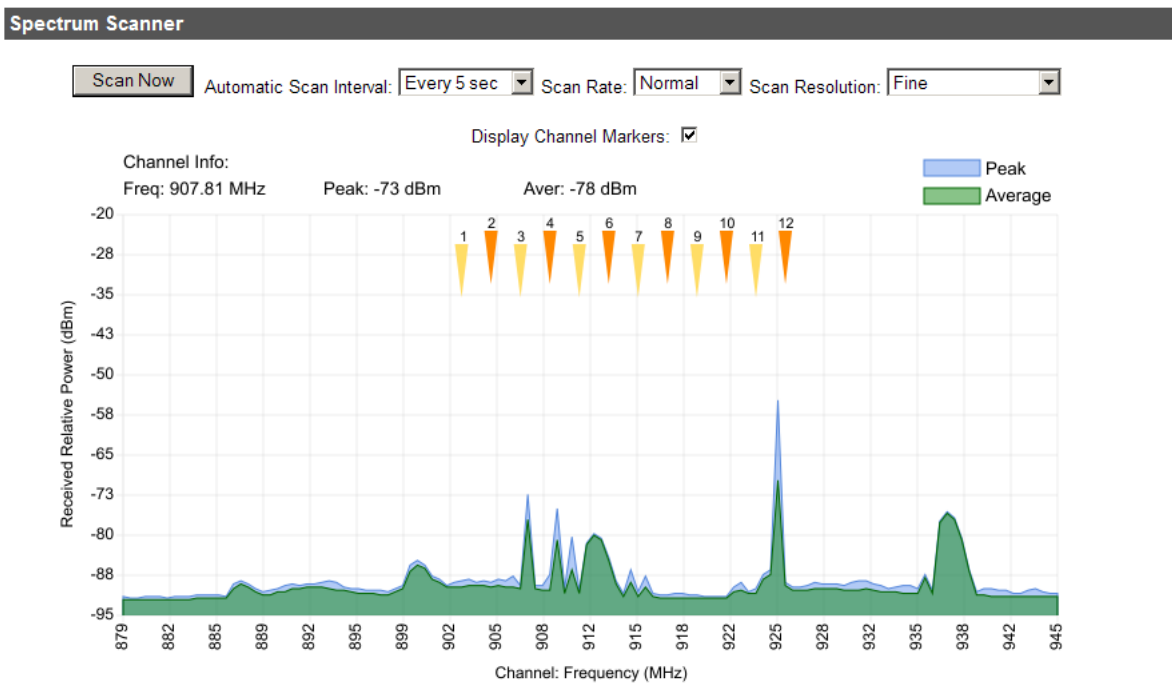 Spectrum Scanner
Scan Now Automatic Scan Interval: Every 5 sec Scan Rate: Normal Scan Resolution: Fine
Display Channel Markers:
Channel Info:
Freq: 907.81 MHz Peak: -73 dBm Aver: -78 dBm
Peak
Average
1 2 3 4 5 6 7 8 9 10 11 12
Received Relative Power (dBm)
-20
-28
-35
-43
-50
-58
-65
-73
-80
-88
-95
879 882 885 889 892 895 899 902 905 908 912 915 918 922 925 928 932 935 938 942 945
Channel: Frequency (MHz)